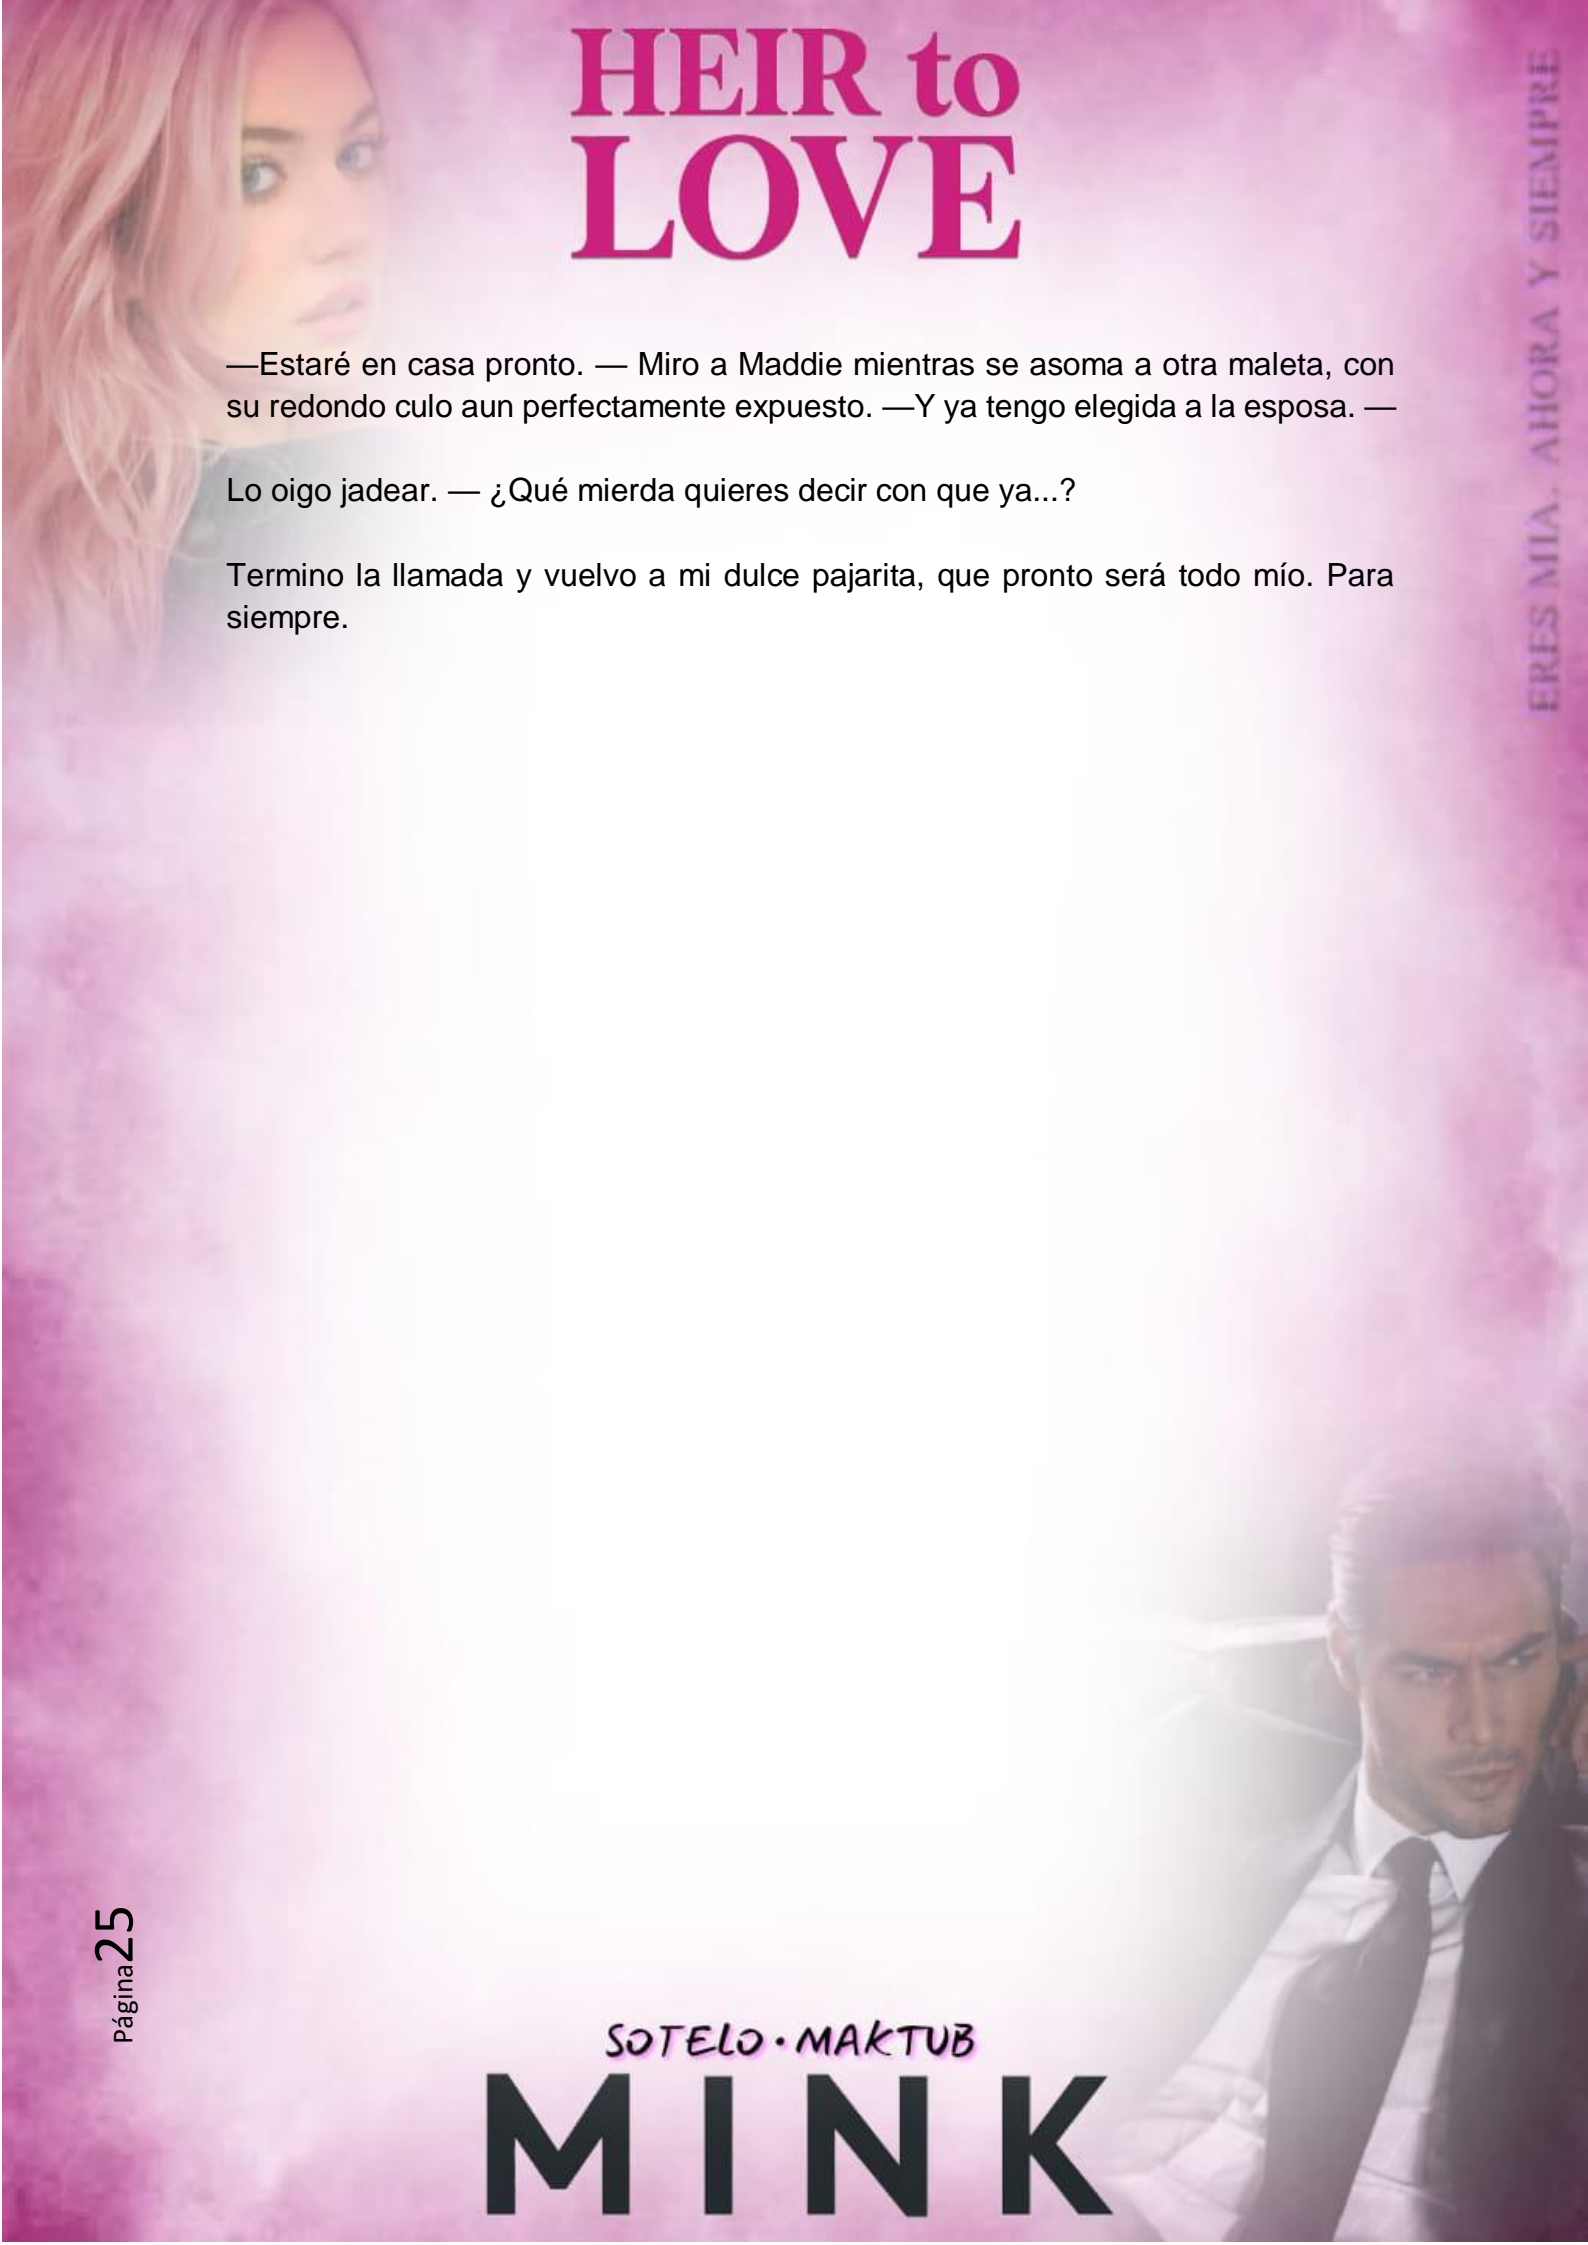 HEIR to
LOVE
ERES MIA. AHORA Y SIEMPRE
—Estaré en casa pronto. — Miro a Maddie mientras se asoma a otra maleta, con
su redondo culo aun perfectamente expuesto. —Y ya tengo elegida a la esposa. —
Lo oigo jadear. — ¿Qué mierda quieres decir con que ya...?
Termino la llamada y vuelvo a mi dulce pajarita, que pronto será todo mío. Para
siempre.
Página25
SOTELO · MAKTUB
MINK